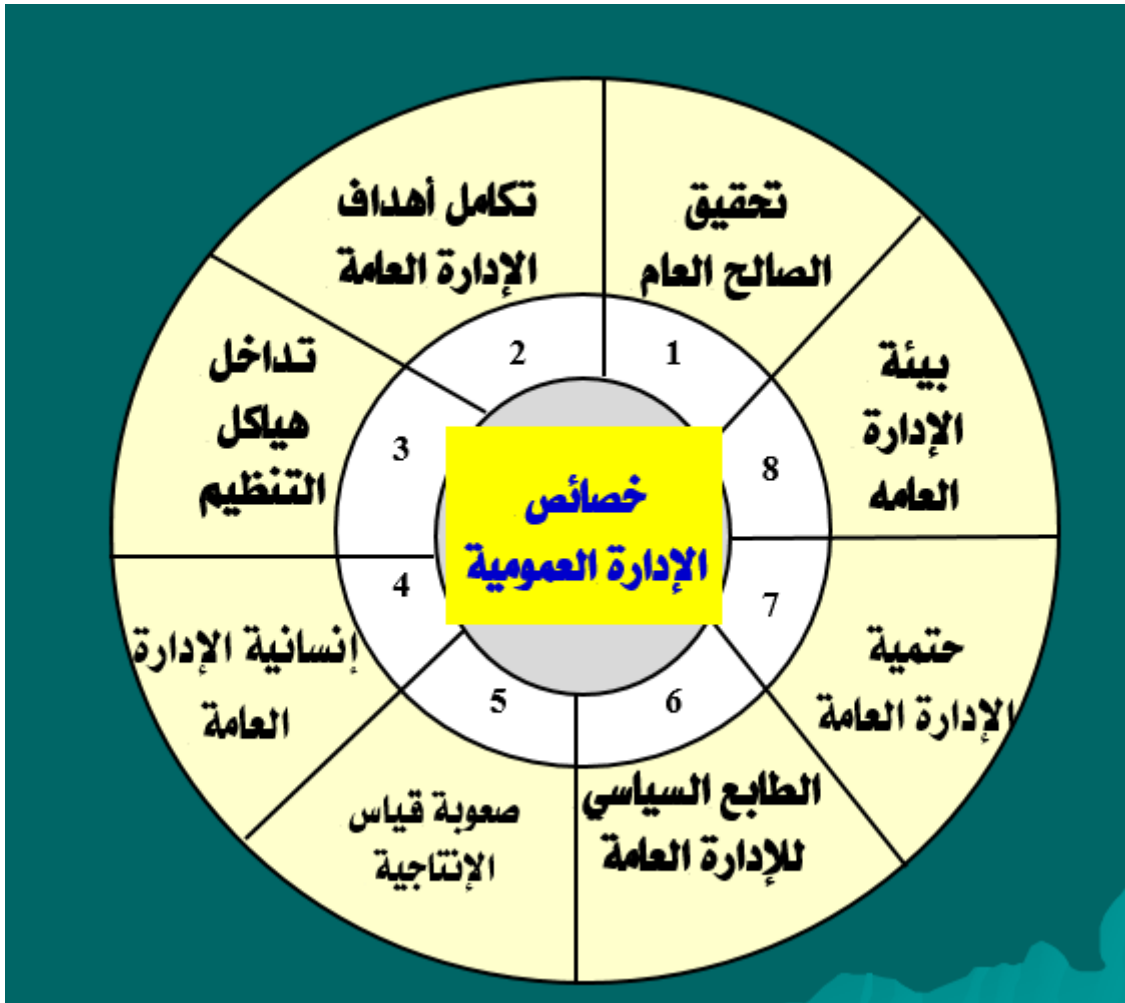 خصائص
الإدارة العمومية
1
تحقيق
الصالح العام
2
تكامل أهداف
الإدارة العامة
3
تداخل
هياكل
التنظيم
4
إنسانية الإدارة
العامة
5
صعوبة قياس
الإنتاجية
6
الطابع السياسي
للإدارة العامة
7
حتمية
الإدارة العامة
8
بيئة
الإدارة
العامه